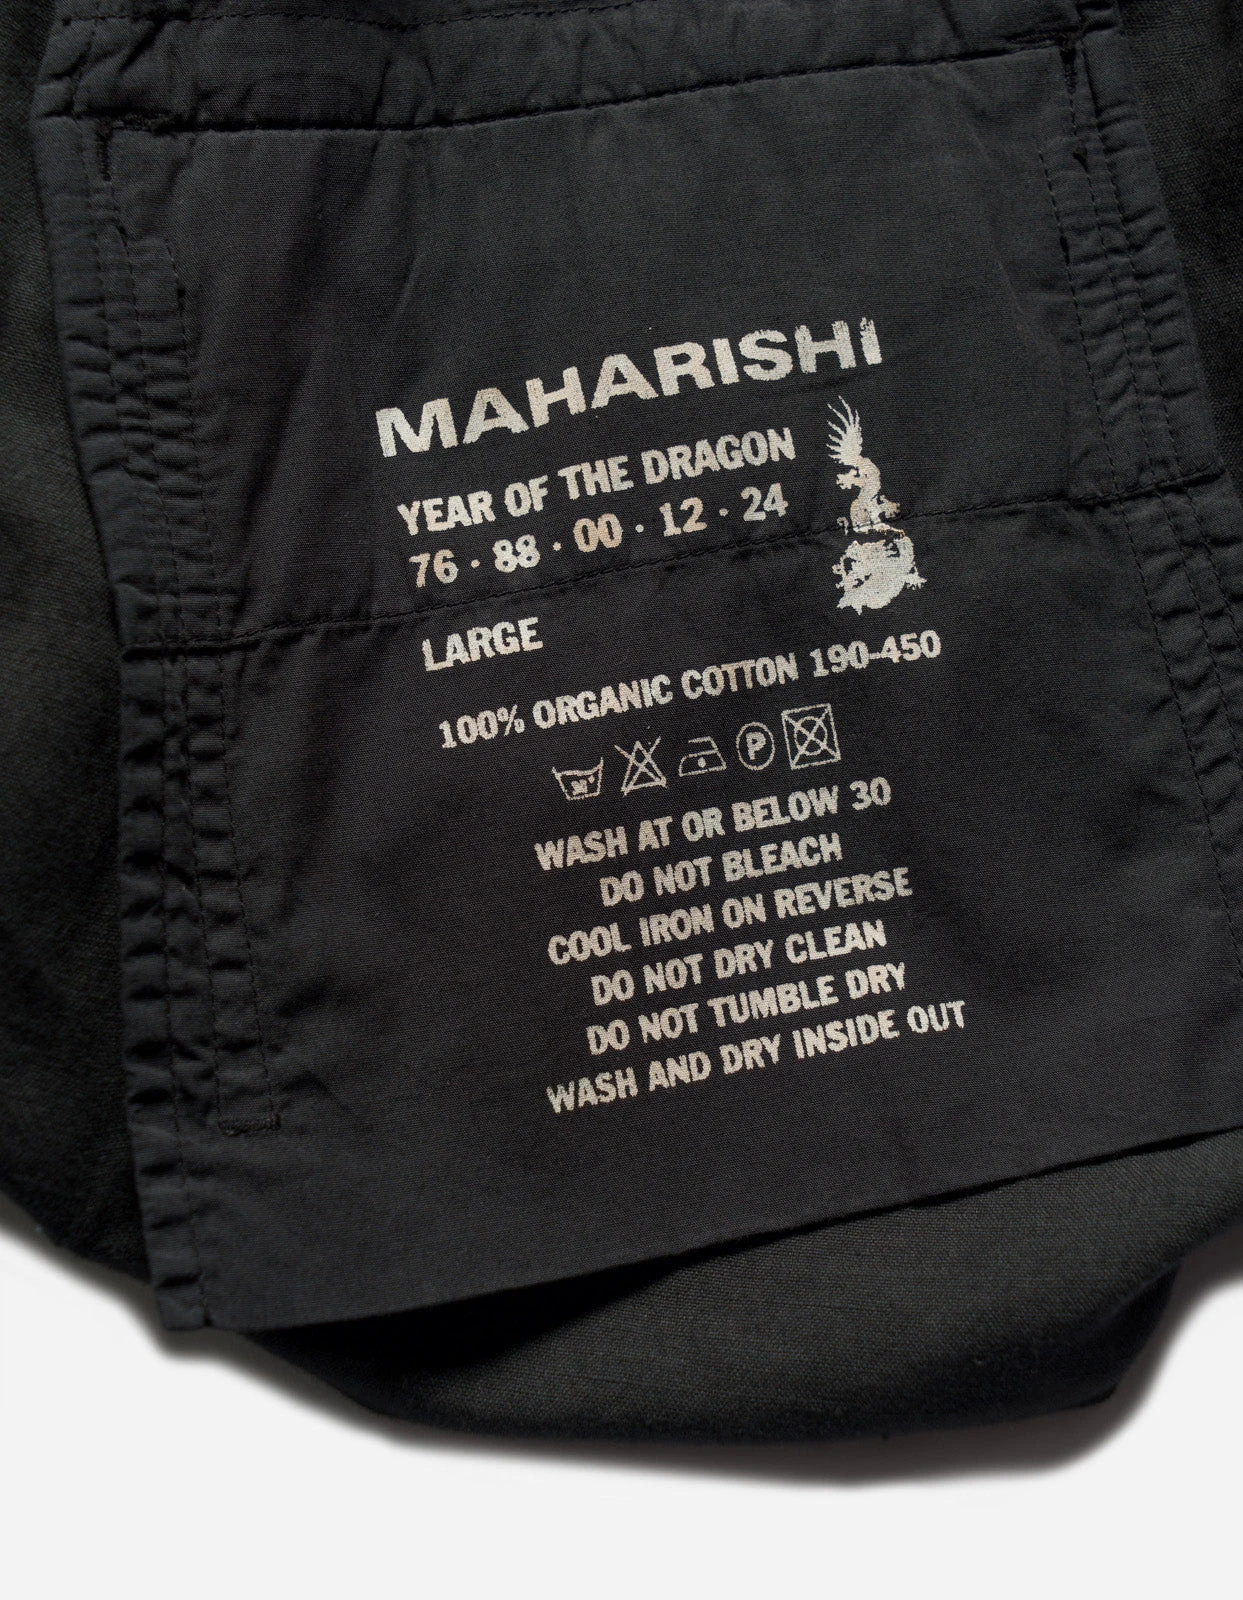 MAHARISHI
YEAR OF THE DRAGON
76 · 88 · 00 · 12 · 24
LARGE
100% ORGANIC COTTON 190-450
P
WASH AT OR BELOW 30
DO NOT BLEACH
COOL IRON ON REVERSE
DO NOT DRY CLEAN
DO NOT TUMBLE DRY
WASH AND DRY INSIDE OUT